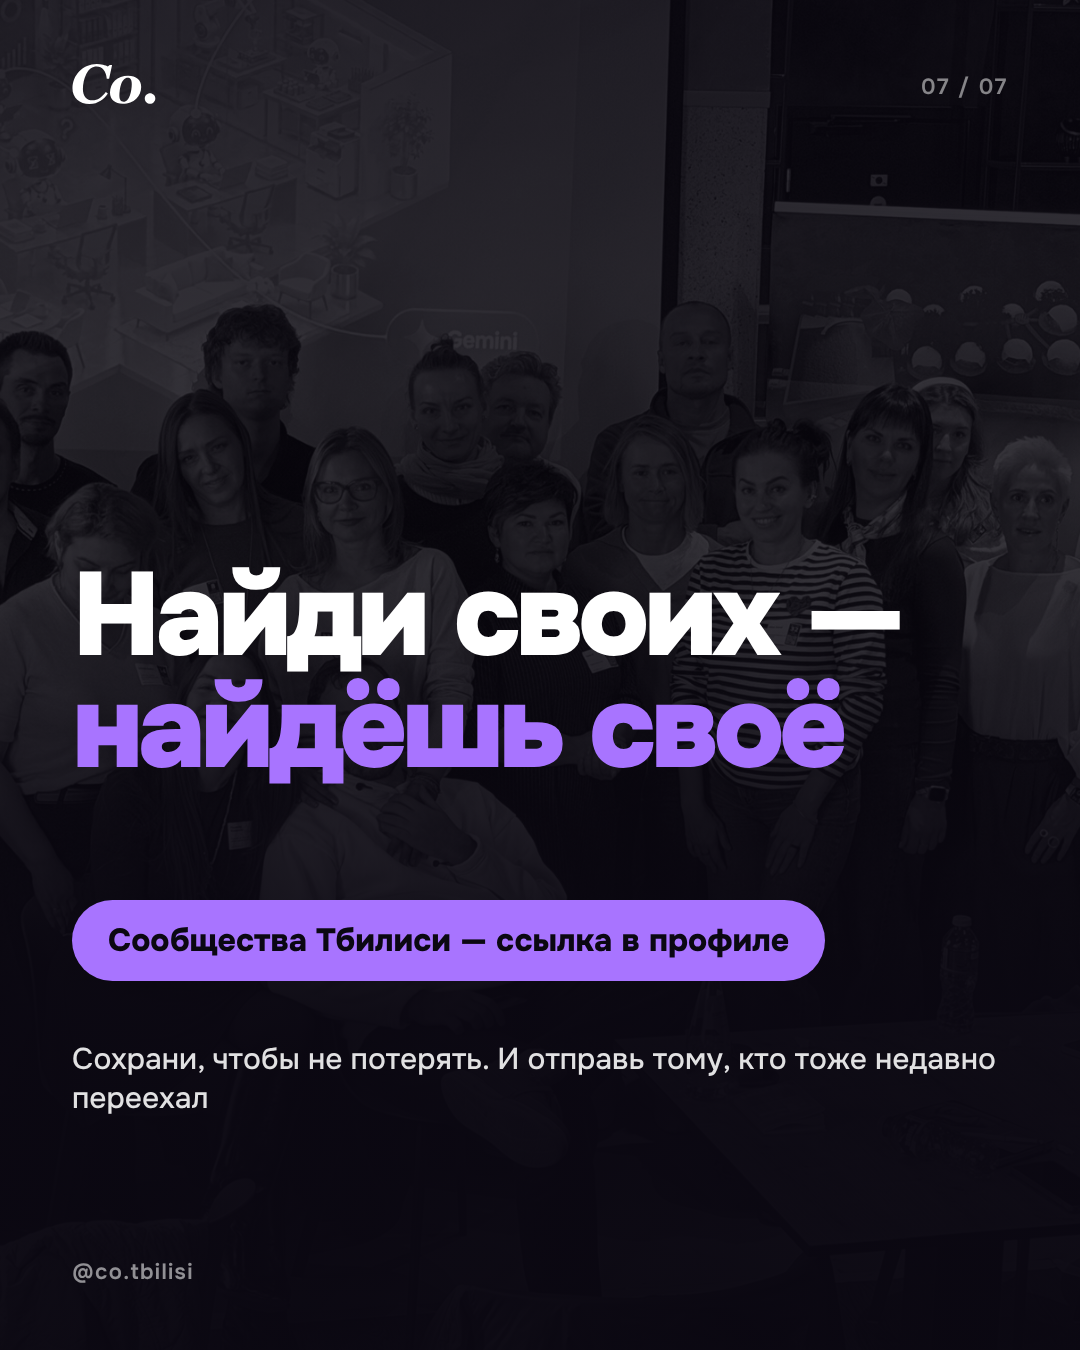 Co.
07 / 07
Gemini
Найди своих —
найдёшь своё
Сообщества Тбилиси — ссылка в профиле
Сохрани, чтобы не потерять. И отправь тому, кто тоже недавно
переехал
@co.tbilisi